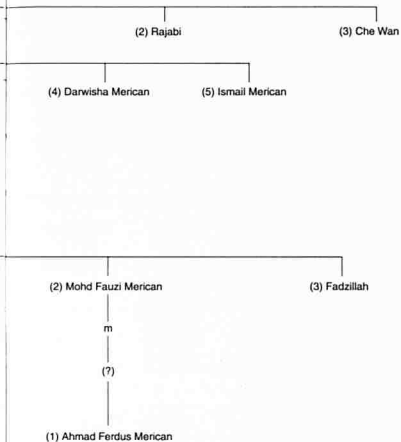 (2) Rajabi (3) Che Wan
(4) Darwisha Merican (5) Ismail Merican
(2) Mohd Fauzi Merican (3) Fadzillah
m
(?)
(1) Ahmad Ferdus Merican